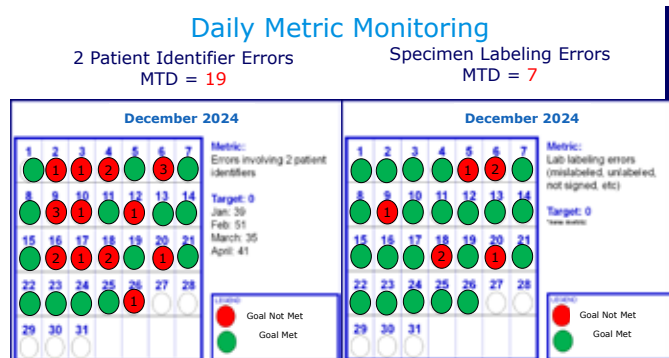 Daily Metric Monitoring
2 Patient Identifier Errors
MTD = 19
Specimen Labeling Errors
MTD = 7
December 2024
1 2 3 4 5 6 7
1 1 2 3
8 9 10 11 12 13 14
3 1 1
15 16 17 18 19 20 21
2 1 2 1
22 23 24 25 26 27 28
1
29 30 31
Metric:
Errors involving 2 patient
identifiers
Target: 0
Jan: 39
Feb: 51
March: 35
April: 41
LEGEND
Goal Not Met
Goal Met
December 2024
1 2 3 4 5 6 7
1 2
8 9 10 11 12 13 14
1
15 16 17 18 19 20 21
2 1
22 23 24 25 26 27 28
29 30 31
Metric:
Lab labeling errors
(mislabeled, unlabeled,
not signed, etc)
Target: 0
*new metric
LEGEND
Goal Not Met
Goal Met